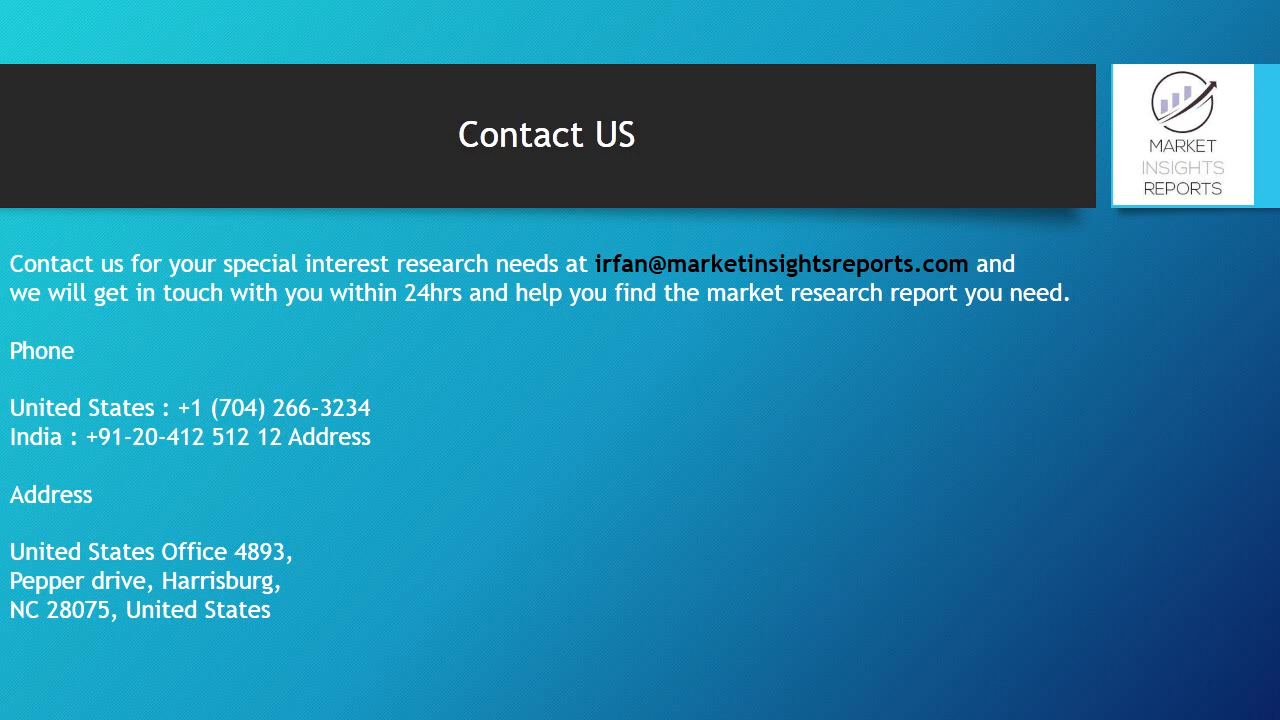 Contact US
MARKET
INSIGHTS
REPORTS
Contact us for your special interest research needs at irfan@marketinsightsreports.com and
we will get in touch with you within 24hrs and help you find the market research report you need.
Phone
United States : +1 (704) 266-3234
India : +91-20-412 512 12 Address
Address
United States Office 4893,
Pepper drive, Harrisburg,
NC 28075, United States